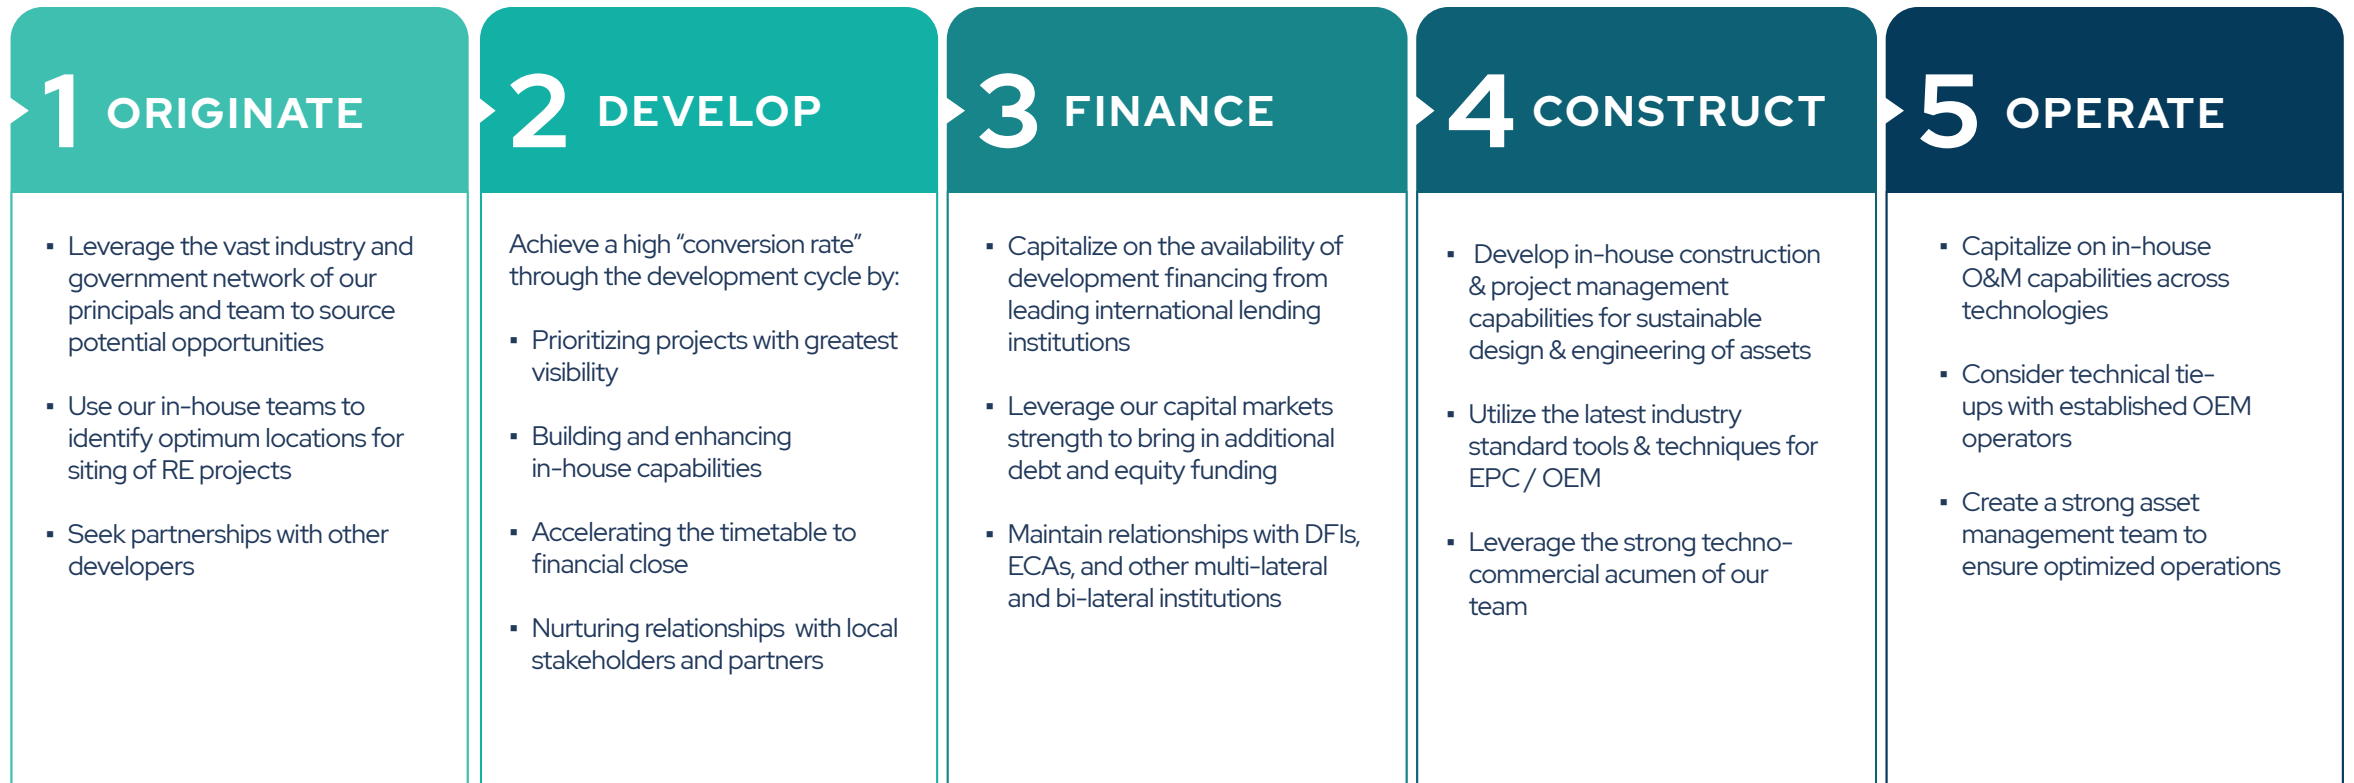 1 ORIGINATE
▪ Leverage the vast industry and
government network of our
principals and team to source
potential opportunities
▪ Use our in-house teams to
identify optimum locations for
siting of RE projects
▪ Seek partnerships with other
developers
2 DEVELOP
Achieve a high “conversion rate”
through the development cycle by:
▪ Prioritizing projects with greatest
visibility
▪ Building and enhancing
in-house capabilities
▪ Accelerating the timetable to
financial close
▪ Nurturing relationships with local
stakeholders and partners
3 FINANCE
▪ Capitalize on the availability of
development financing from
leading international lending
institutions
▪ Leverage our capital markets
strength to bring in additional
debt and equity funding
▪ Maintain relationships with DFIs,
ECAs, and other multi-lateral
and bi-lateral institutions
4 CONSTRUCT
▪ Develop in-house construction
& project management
capabilities for sustainable
design & engineering of assets
▪ Utilize the latest industry
standard tools & techniques for
EPC / OEM
▪ Leverage the strong techno-
commercial acumen of our
team
5 OPERATE
▪ Capitalize on in-house
O&M capabilities across
technologies
▪ Consider technical tie-
ups with established OEM
operators
▪ Create a strong asset
management team to
ensure optimized operations